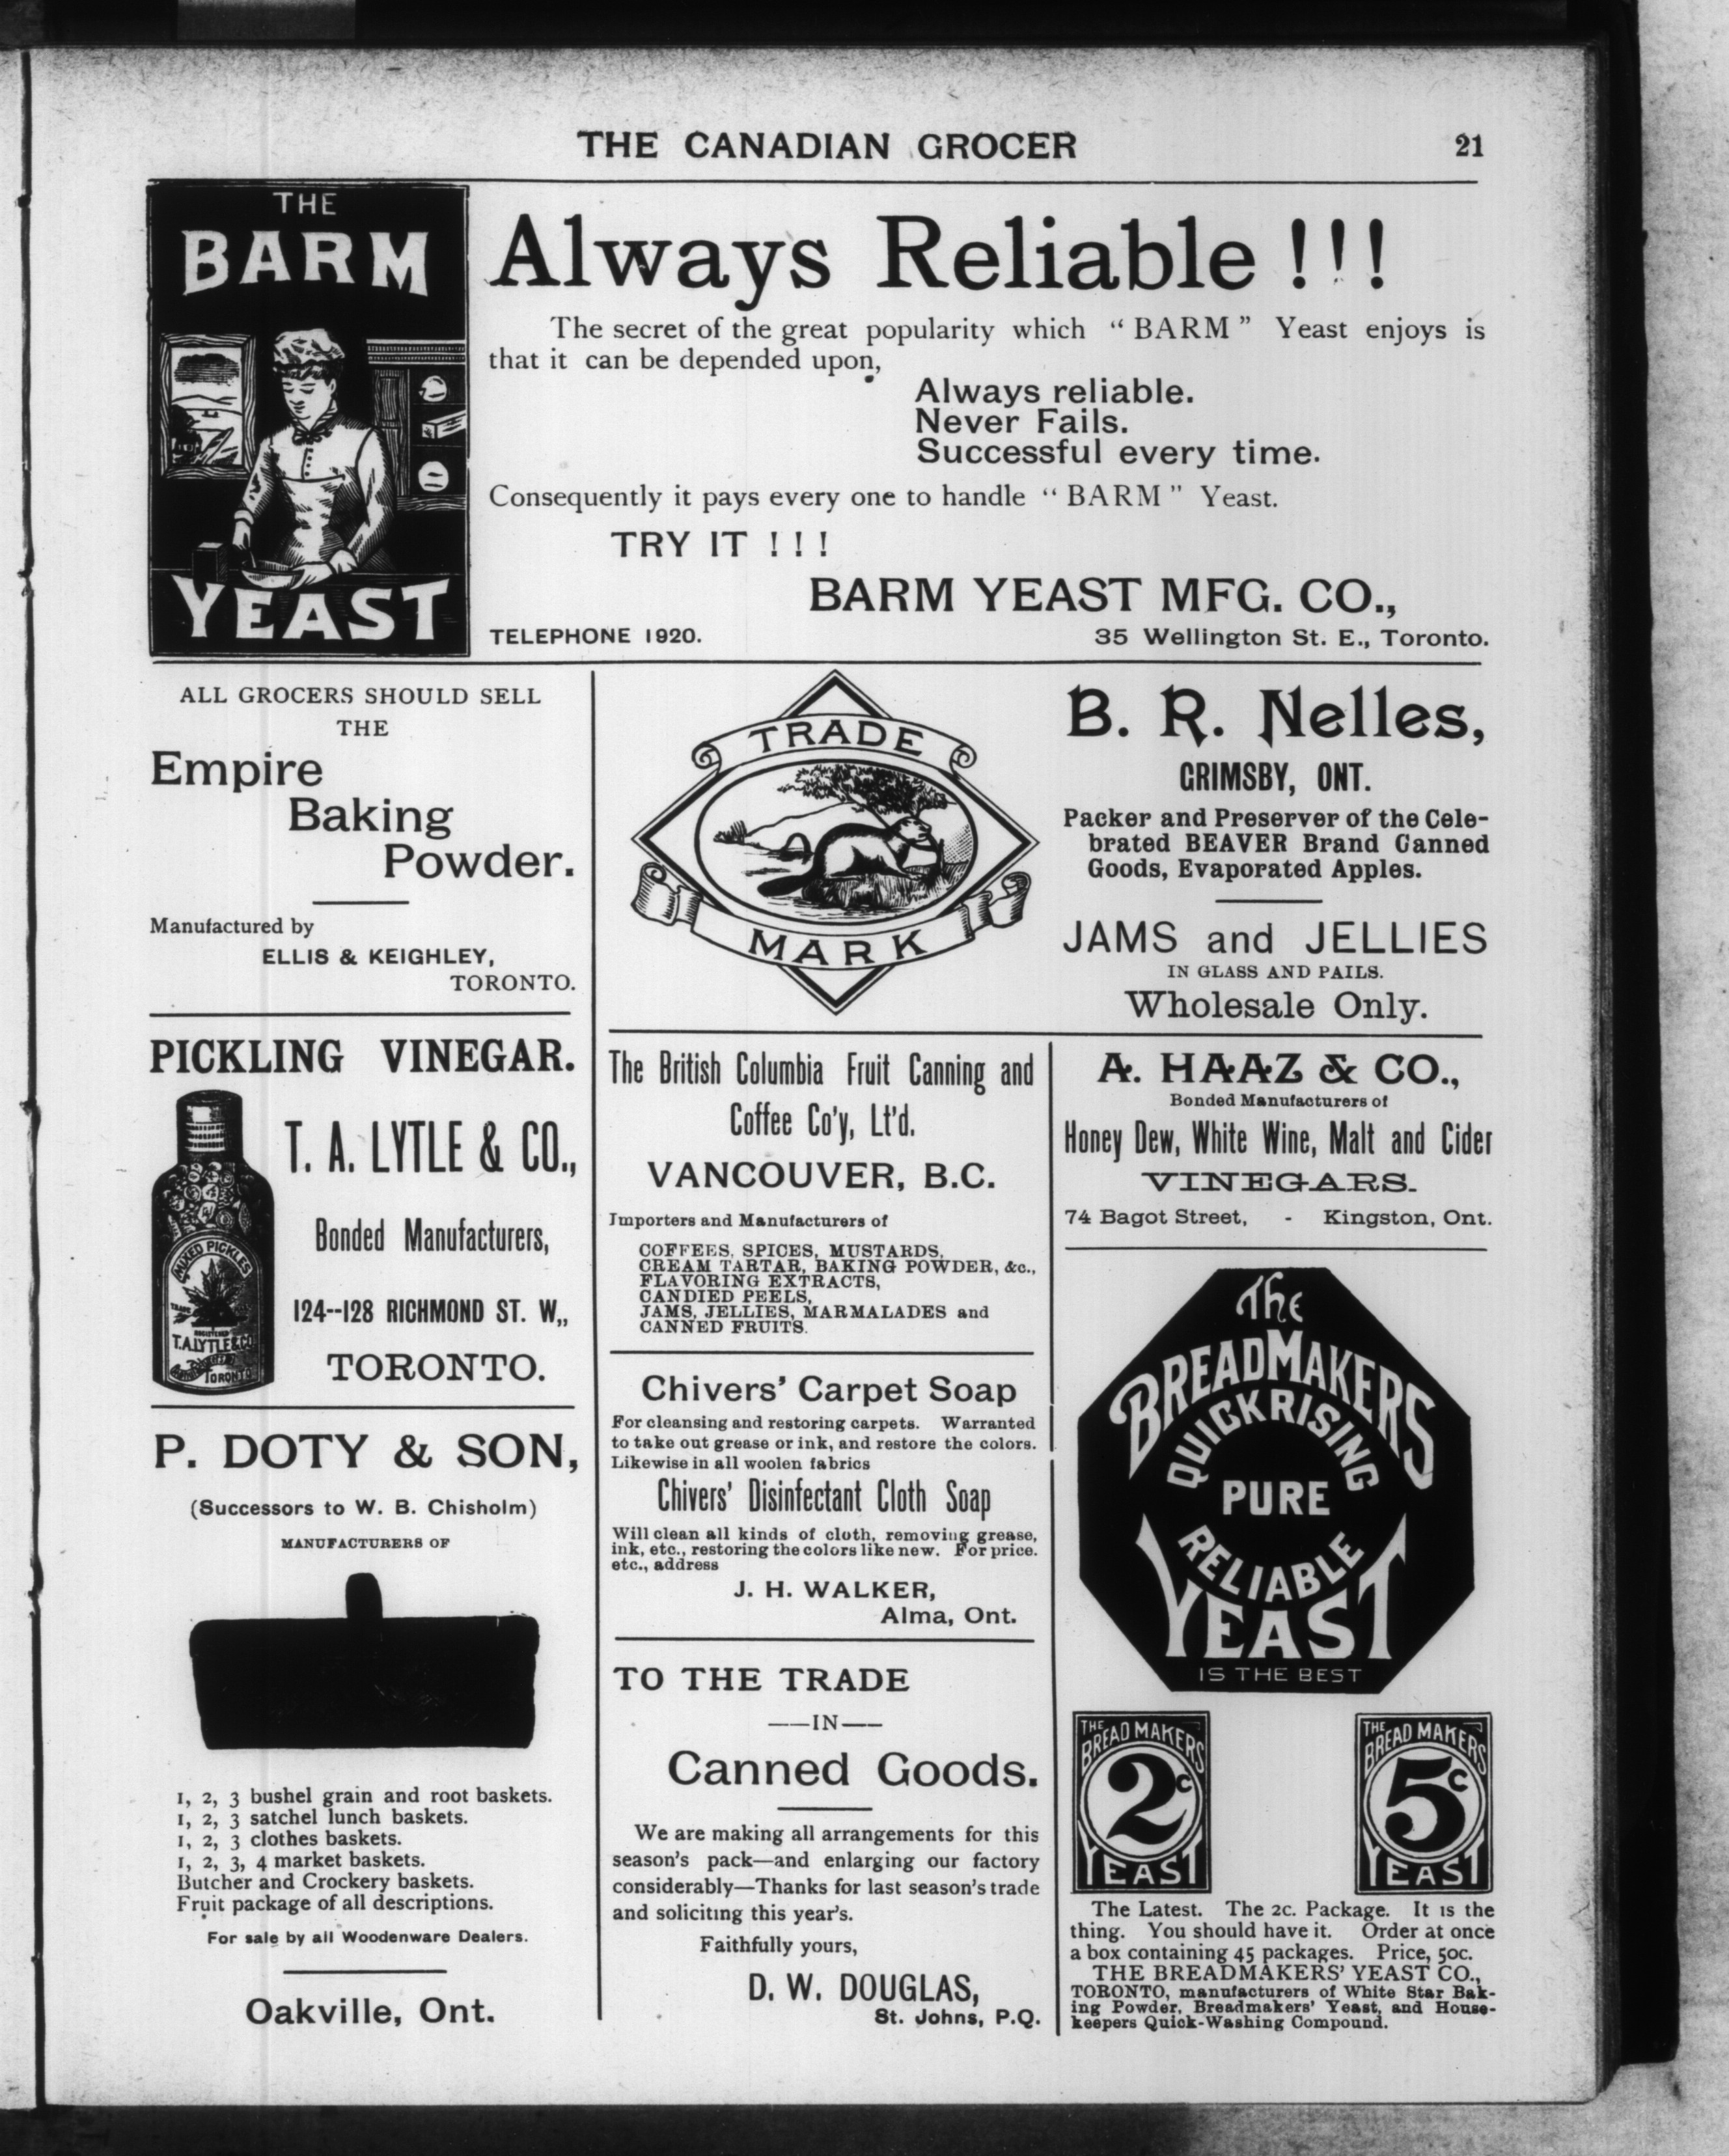 THE CANADIAN GROCER 21
THE
BARM
YEAST
Always Reliable ! ! !
The secret of the great popularity which “ BARM ” Yeast enjoys is
that it can be depended upon,
Always reliable.
Never Fails.
Successful every time.
Consequently it pays every one to handle “ BARM ” Yeast.
TRY IT ! ! !
BARM YEAST MFG. CO.,
TELEPHONE 1920. 35 Wellington St. E., Toronto.
ALL GROCERS SHOULD SELL
THE
Empire
Baking
Powder.
Manufactured by
ELLIS & KEIGHLEY,
TORONTO.
PICKLING VINEGAR.
MIXED PICKLES
TRADE
REGISTERED
T.A.LYTLE & CO
TORONTO
T. A. LYTLE & CO.,
Bonded Manufacturers,
124--128 RICHMOND ST. W.,
TORONTO.
P. DOTY & SON,
(Successors to W. B. Chisholm)
MANUFACTURERS OF
1, 2, 3 bushel grain and root baskets.
1, 2, 3 satchel lunch baskets.
1, 2, 3 clothes baskets.
1, 2, 3, 4 market baskets.
Butcher and Crockery baskets.
Fruit package of all descriptions.
For sale by all Woodenware Dealers.
Oakville, Ont.
TRADE
MARK
B. R. Nelles,
GRIMSBY, ONT.
Packer and Preserver of the Cele-
brated BEAVER Brand Canned
Goods, Evaporated Apples.
JAMS and JELLIES
IN GLASS AND PAILS.
Wholesale Only.
The British Columbia Fruit Canning and
Coffee Co'y, Lt'd.
VANCOUVER, B.C.
Importers and Manufacturers of
COFFEES, SPICES, MUSTARDS,
CREAM TARTAR, BAKING POWDER, &c.,
FLAVORING EXTRACTS,
CANDIED PEELS,
JAMS, JELLIES, MARMALADES and
CANNED FRUITS.
Chivers' Carpet Soap
For cleansing and restoring carpets. Warranted
to take out grease or ink, and restore the colors.
Likewise in all woolen fabrics
Chivers' Disinfectant Cloth Soap
Will clean all kinds of cloth, removing grease,
ink, etc., restoring the colors like new. For price.
etc., address
J. H. WALKER,
Alma, Ont.
TO THE TRADE
——IN——
Canned Goods.
We are making all arrangements for this
season's pack—and enlarging our factory
considerably—Thanks for last season's trade
and soliciting this year's.
Faithfully yours,
D. W. DOUGLAS,
St. Johns, P.Q.
A. HAAZ & CO.,
Bonded Manufacturers of
Honey Dew, White Wine, Malt and Cider
VINEGARS.
74 Bagot Street, - Kingston, Ont.
The
BREADMAKERS
QUICK RISING
PURE
RELIABLE
YEAST
IS THE BEST
THE
BREAD MAKERS
2c
YEAST
THE
BREAD MAKERS
5c
YEAST
The Latest. The 2c. Package. It is the
thing. You should have it. Order at once
a box containing 45 packages. Price, 50c.
THE BREADMAKERS' YEAST CO.,
TORONTO, manufacturers of White Star Bak-
ing Powder, Breadmakers' Yeast, and House-
keepers Quick-Washing Compound.